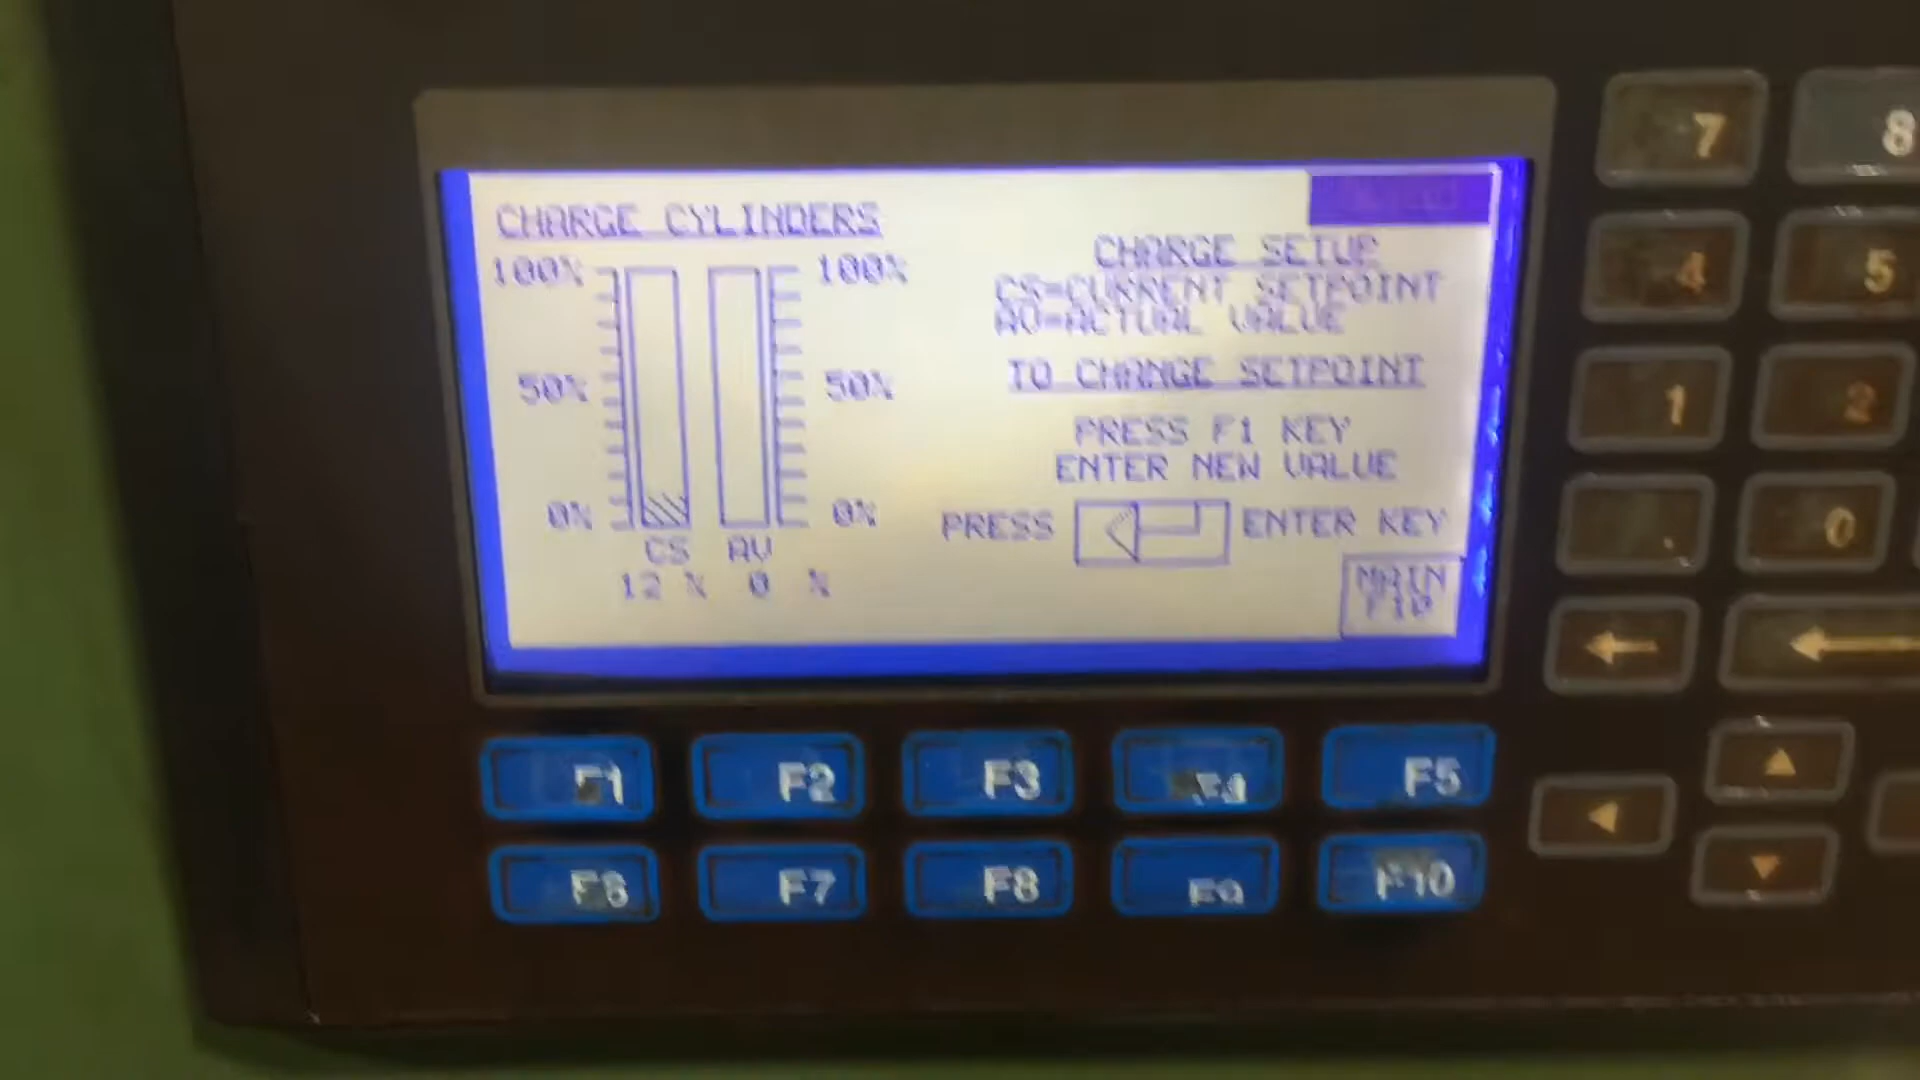 CHARGE CYLINDERS
100% 100%
50% 50%
0% 0%
CS AV
12 % 0 %
CHARGE SETUP
CS=CURRENT SETPOINT
AV=ACTUAL VALUE
TO CHANGE SETPOINT
PRESS F1 KEY
ENTER NEW VALUE
PRESS ENTER KEY
MAIN
F10
7 8
4 5
1 2
. 0
F1 F2 F3 F4 F5
F6 F7 F8 F9 F10